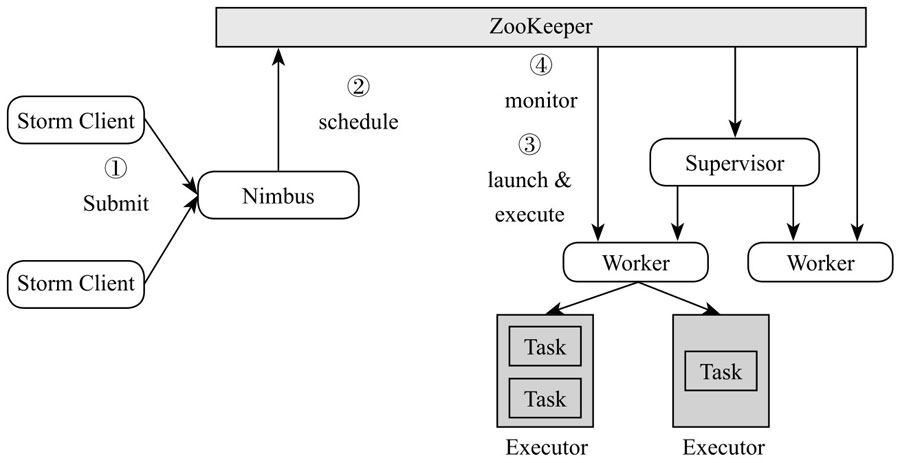 ZooKeeper
④
monitor
②
schedule
Storm Client
③
launch &
execute
Supervisor
①
Submit
Nimbus
Storm Client
Worker
Worker
Task
Task
Task
Executor
Executor